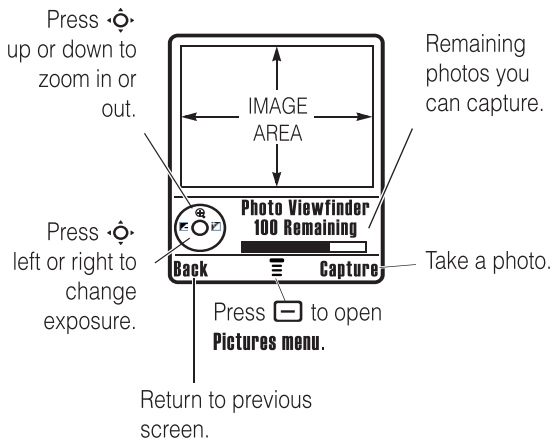 Press
up or down to
zoom in or
out.
Remaining
photos you
can capture.
IMAGE
AREA
Photo Viewfinder
100 Remaining
Press
left or right to
change
exposure.
Back
Capture
Take a photo.
Press to open
Pictures menu.
Return to previous
screen.